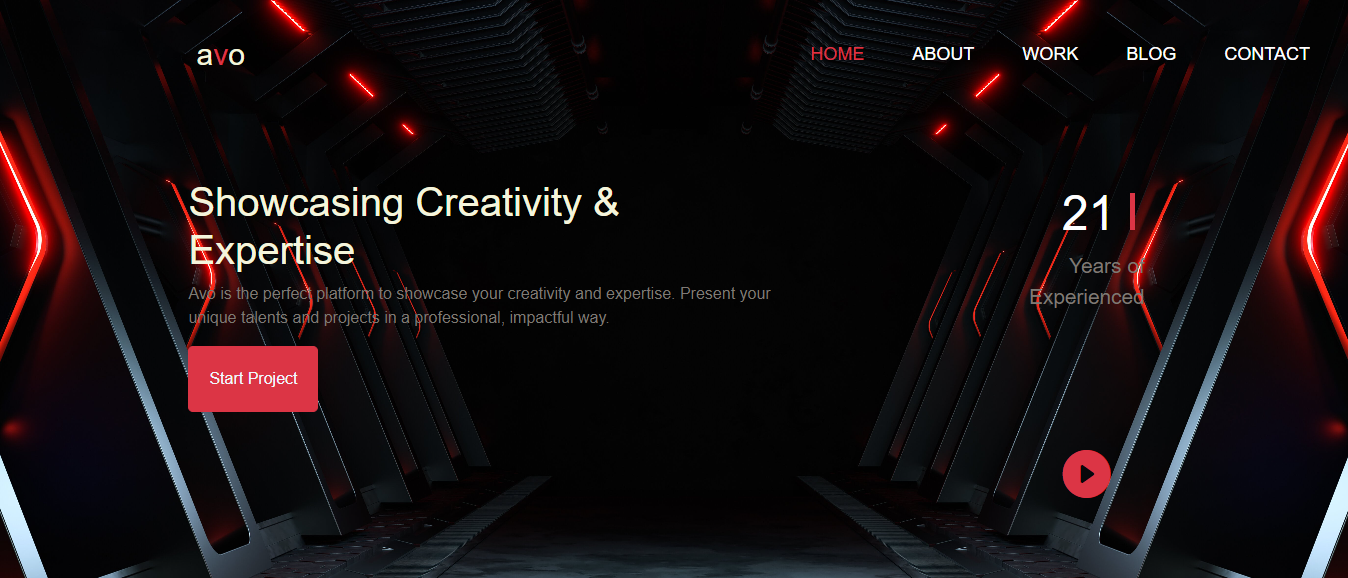 avo
HOME ABOUT WORK BLOG CONTACT
Showcasing Creativity &
Expertise
Avo is the perfect platform to showcase your creativity and expertise. Present your
unique talents and projects in a professional, impactful way.
Start Project
21 |
Years of
Experienced